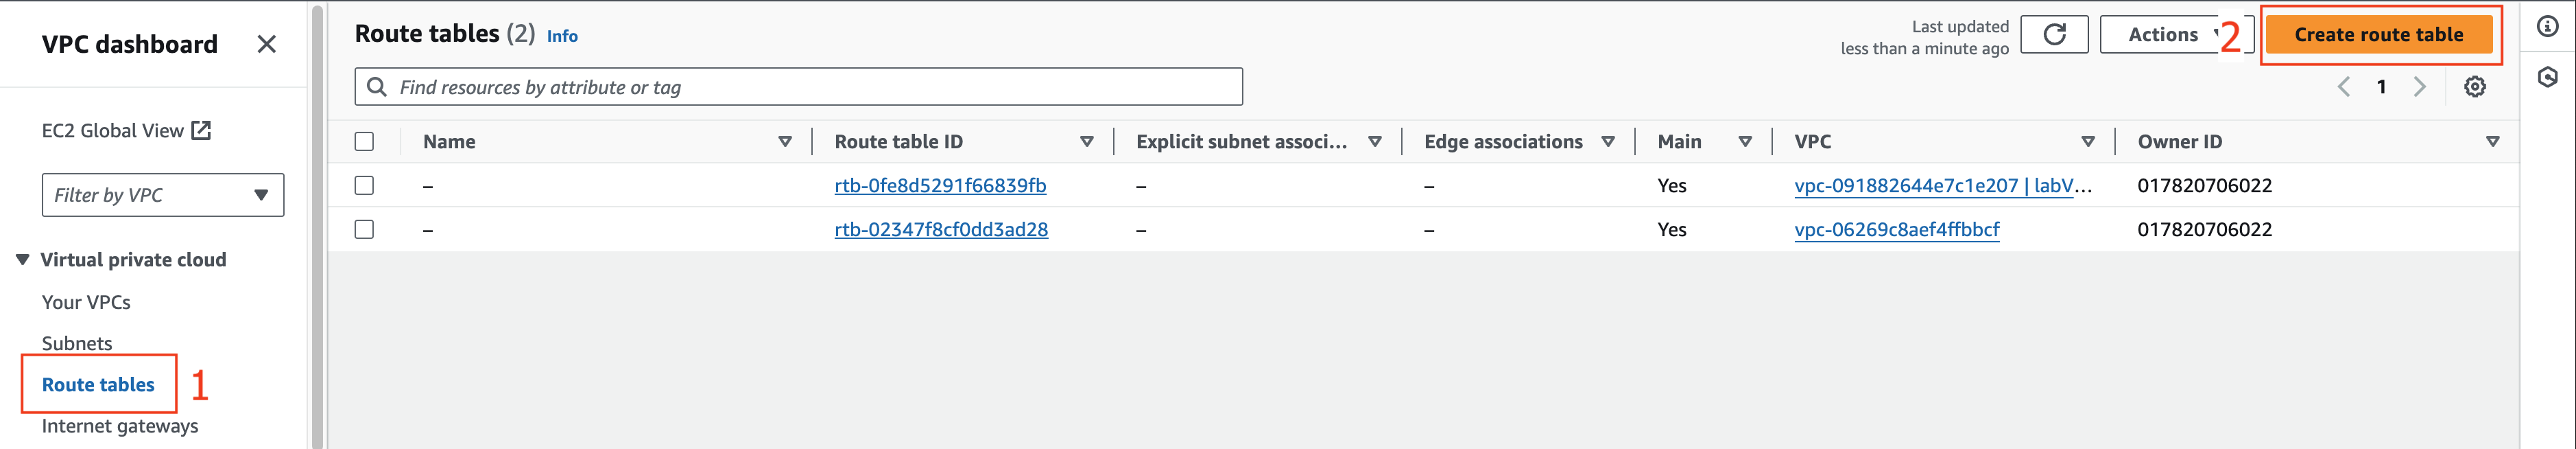 VPC dashboard
EC2 Global View
Filter by VPC
Virtual private cloud
Your VPCs
Subnets
Route tables 1
Internet gateways
Route tables (2) Info
Last updated
less than a minute ago
Actions 2 Create route table
Find resources by attribute or tag
1
Name Route table ID Explicit subnet associ... Edge associations Main VPC Owner ID
– rtb-0fe8d5291f66839fb – – Yes vpc-091882644e7c1e207 | labV... 017820706022
– rtb-02347f8cf0dd3ad28 – – Yes vpc-06269c8aef4ffbbcf 017820706022